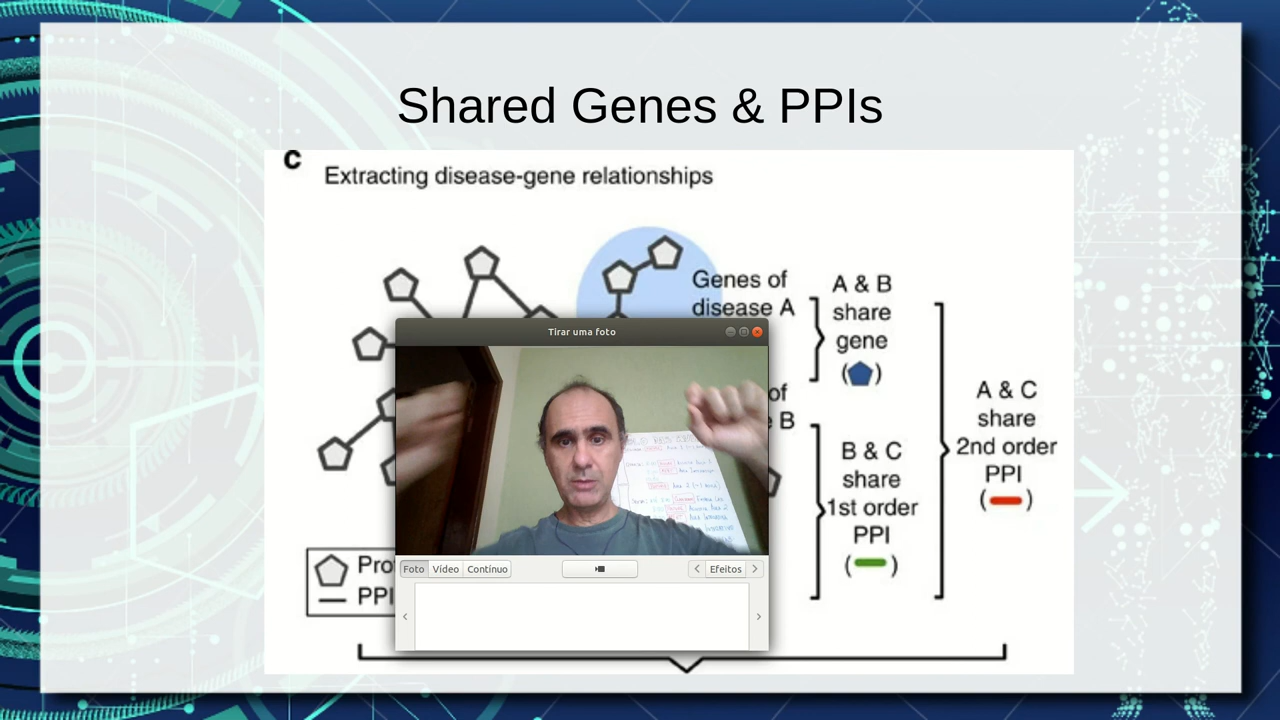 Shared Genes & PPIs
c
Extracting disease-gene relationships
Genes of
disease A
A & B
share
gene
( )
of
B
B & C
share
1st order
PPI
( )
A & C
share
2nd order
PPI
( )
PPI
Tirar uma foto
Foto
Vídeo
Contínuo
Efeitos